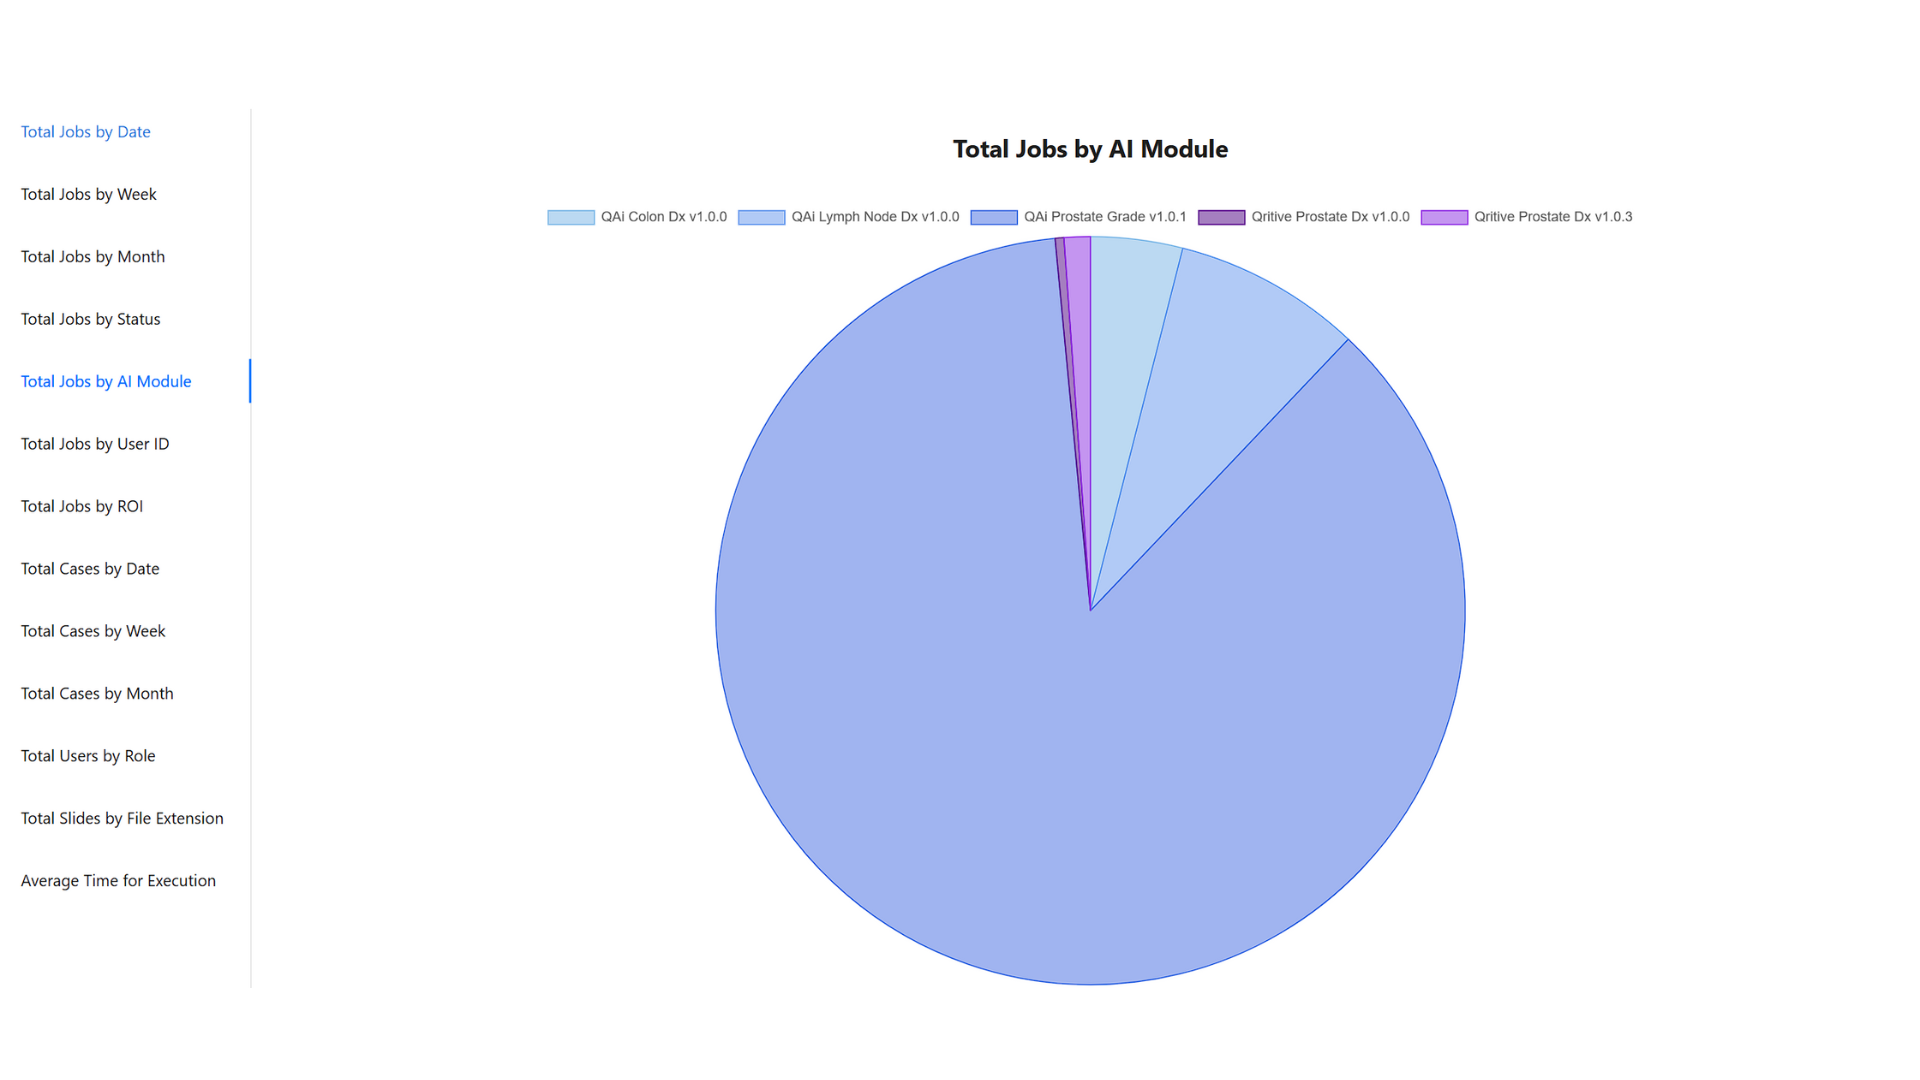 Total Jobs by Date
Total Jobs by Week
Total Jobs by Month
Total Jobs by Status
Total Jobs by AI Module
Total Jobs by User ID
Total Jobs by ROI
Total Cases by Date
Total Cases by Week
Total Cases by Month
Total Users by Role
Total Slides by File Extension
Average Time for Execution
Total Jobs by AI Module
QAi Colon Dx v1.0.0 QAi Lymph Node Dx v1.0.0 QAi Prostate Grade v1.0.1 Qritive Prostate Dx v1.0.0 Qritive Prostate Dx v1.0.3